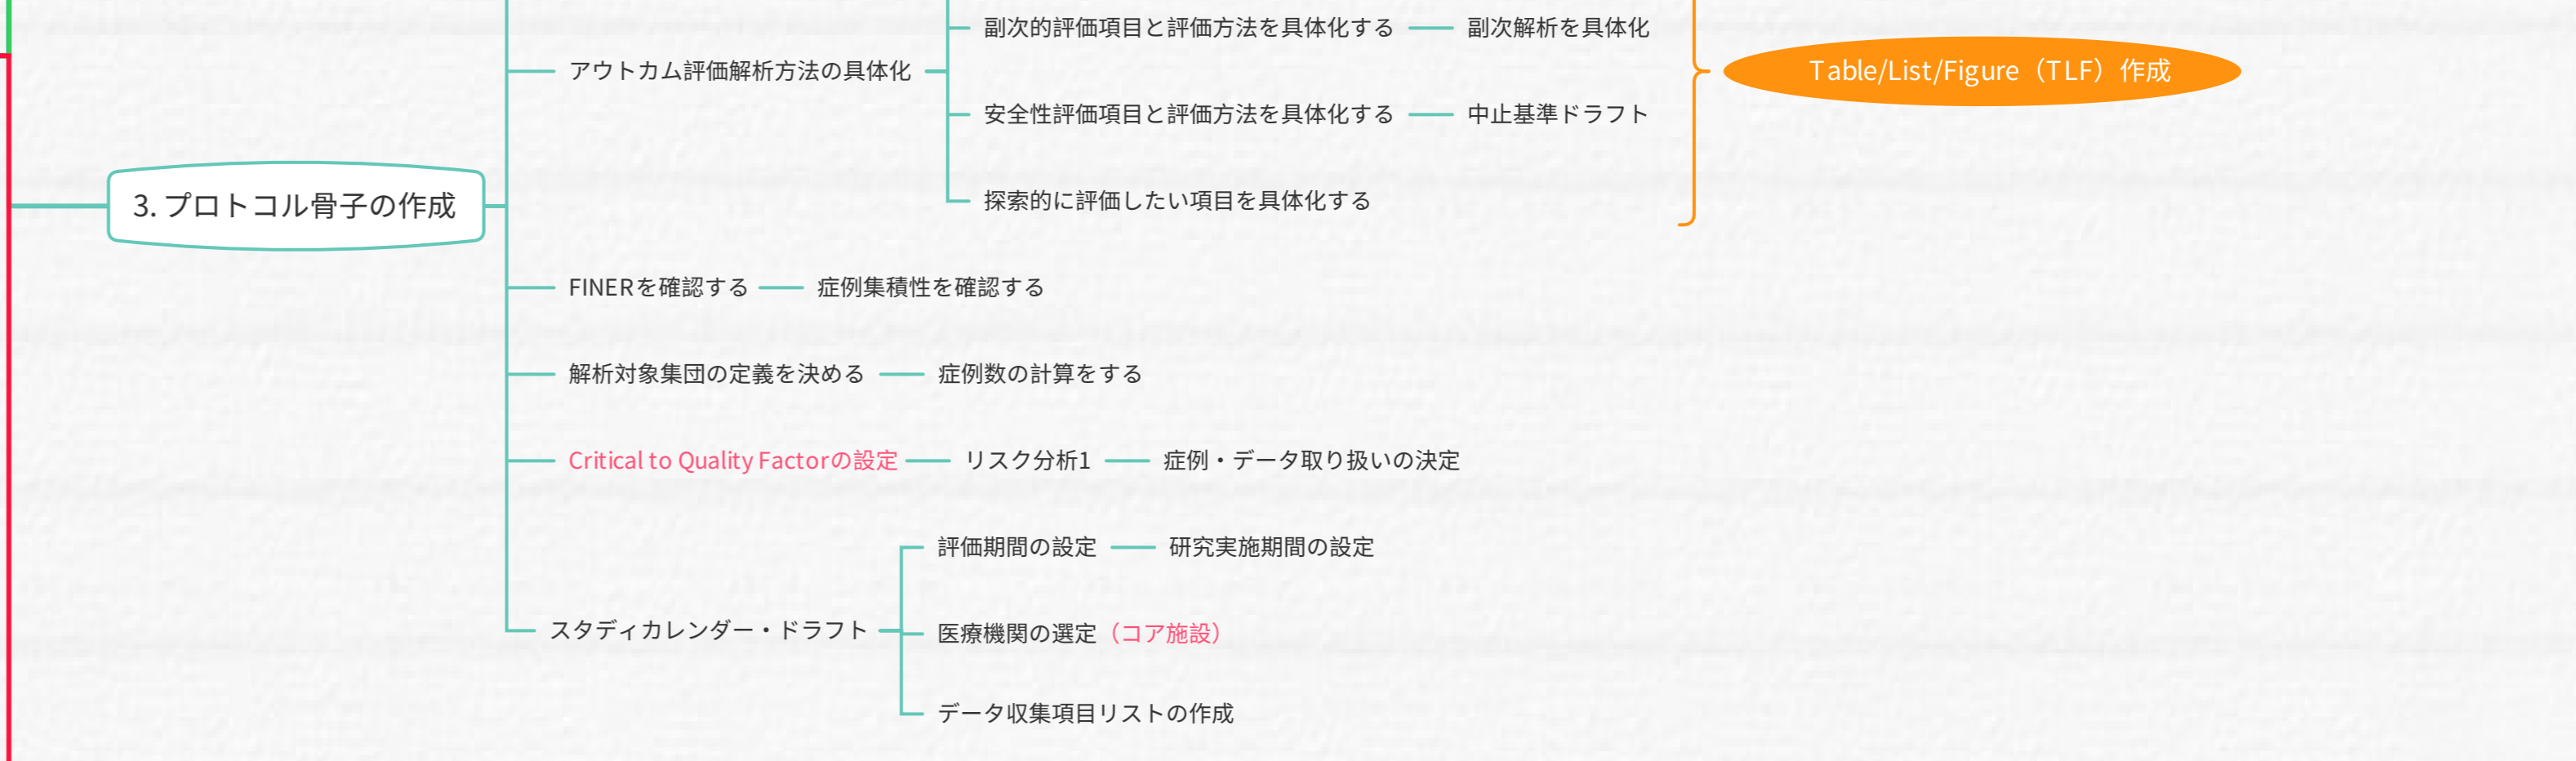 副次的評価項目と評価方法を具体化する
副次解析を具体化
アウトカム評価解析方法の具体化
Table/List/Figure（TLF）作成
安全性評価項目と評価方法を具体化する
中止基準ドラフト
3. プロトコル骨子の作成
探索的に評価したい項目を具体化する
FINERを確認する
症例集積性を確認する
解析対象集団の定義を決める
症例数の計算をする
Critical to Quality Factorの設定
リスク分析1
症例・データ取り扱いの決定
評価期間の設定
研究実施期間の設定
スタディカレンダー・ドラフト
医療機関の選定（コア施設）
データ収集項目リストの作成